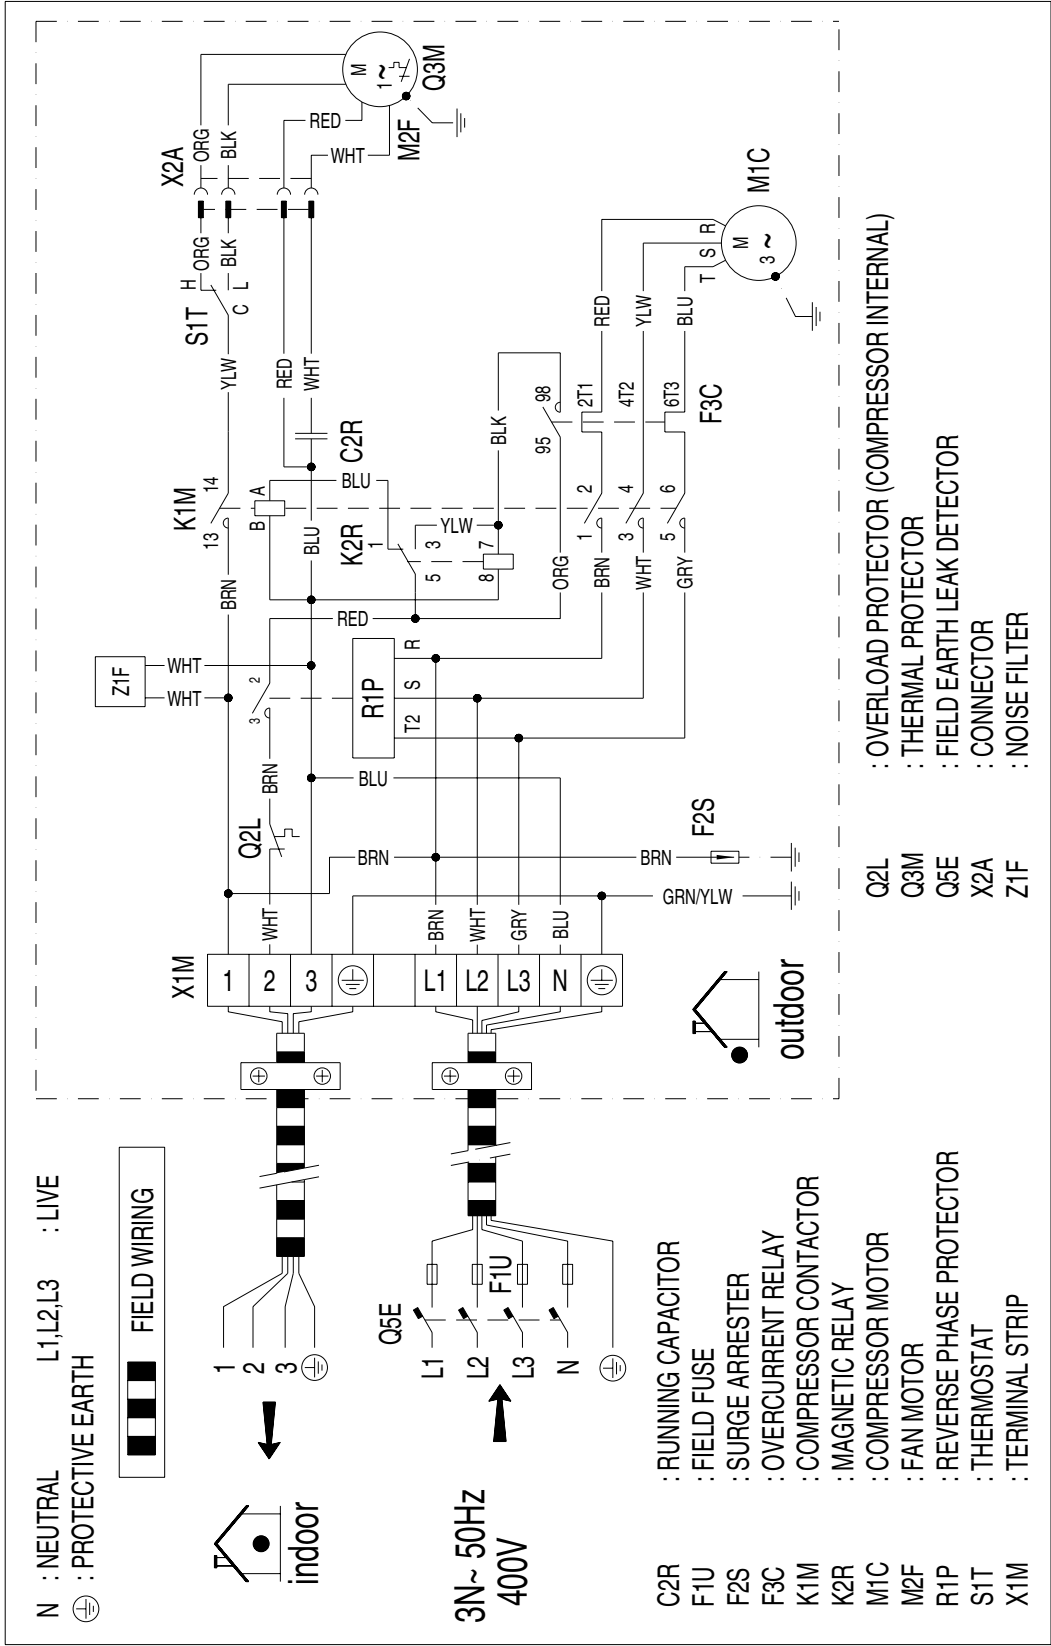 N : NEUTRAL L1,L2,L3 : LIVE
: PROTECTIVE EARTH
FIELD WIRING
indoor
1
2
3
3N~ 50Hz
400V
Q5E
F1U
L1
L2
L3
N
X1M
1
2
3
L1
L2
L3
N
outdoor
WHT
Q2L
BRN
3
2
RED
BRN
BRN
WHT
GRY
BLU
BRN
F2S
GRN/YLW
BLU
Z1F
WHT
WHT
R1P
T2
S
R
BRN
K1M
13
14
B
A
BLU
BLU
K2R
1
5
3
YLW
8
7
BLK
ORG
95
98
BRN
WHT
GRY
1
2
3
4
5
6
2T1
4T2
6T3
F3C
RED
YLW
BLU
R
S
T
M
3 ~
M1C
C2R
RED
WHT
YLW
S1T
H
C
L
ORG
BLK
X2A
ORG
BLK
RED
WHT
M
1~
Q3M
M2F
C2R : RUNNING CAPACITOR
F1U : FIELD FUSE
F2S : SURGE ARRESTER
F3C : OVERCURRENT RELAY
K1M : COMPRESSOR CONTACTOR
K2R : MAGNETIC RELAY
M1C : COMPRESSOR MOTOR
M2F : FAN MOTOR
R1P : REVERSE PHASE PROTECTOR
S1T : THERMOSTAT
X1M : TERMINAL STRIP
Q2L : OVERLOAD PROTECTOR (COMPRESSOR INTERNAL)
Q3M : THERMAL PROTECTOR
Q5E : FIELD EARTH LEAK DETECTOR
X2A : CONNECTOR
Z1F : NOISE FILTER